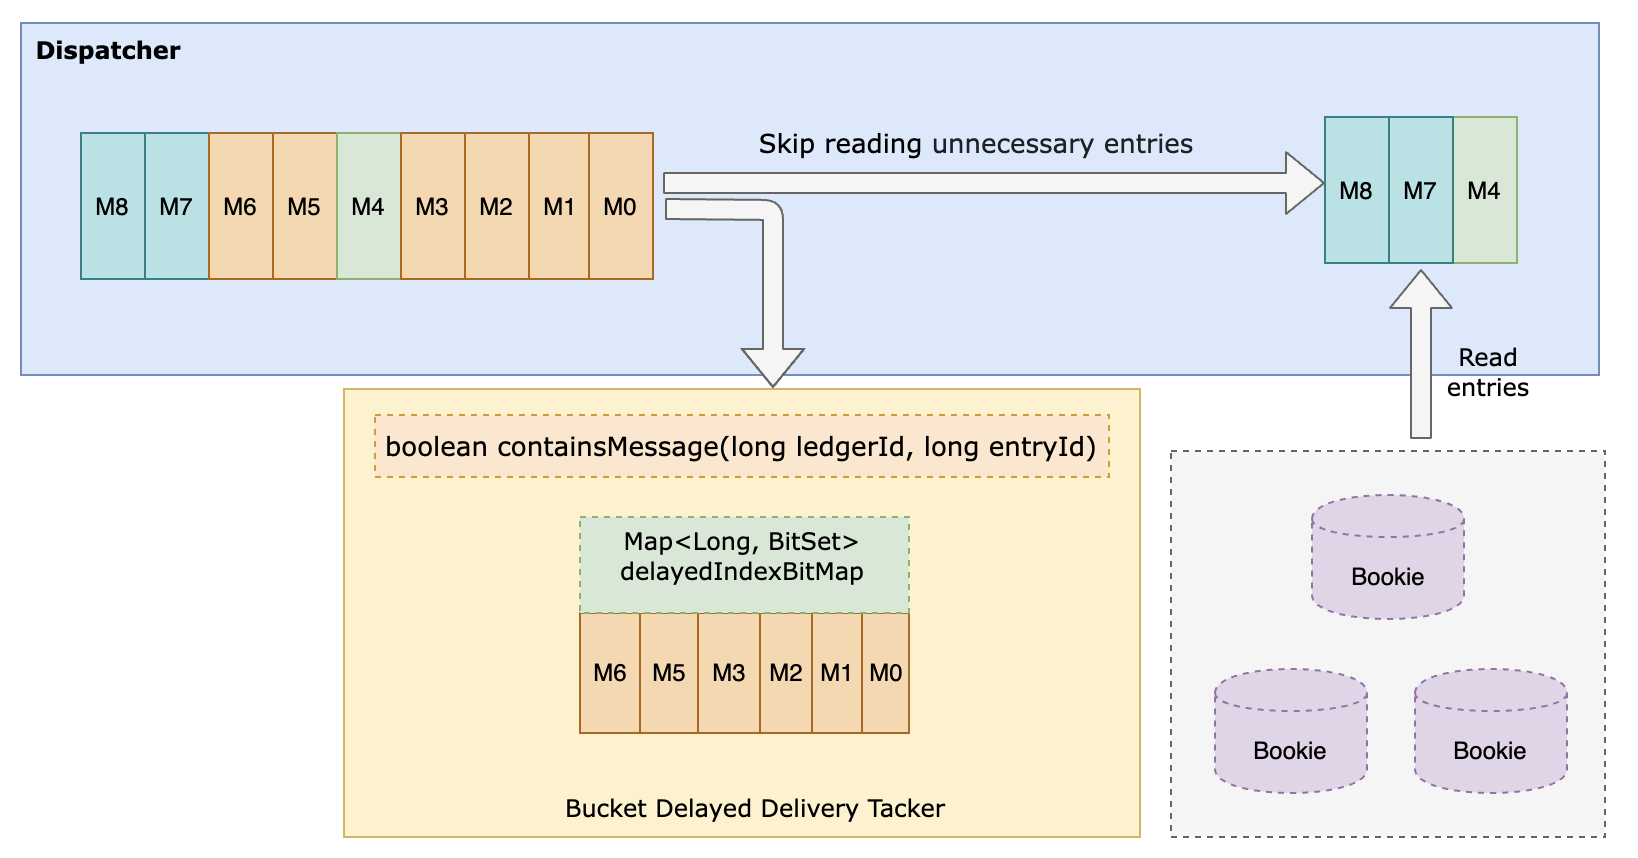 Dispatcher
Skip reading unnecessary entries
M8 M7 M6 M5 M4 M3 M2 M1 M0
M8 M7 M4
Read
entries
boolean containsMessage(long ledgerId, long entryId)
Map<Long, BitSet>
delayedIndexBitMap
M6 M5 M3 M2 M1 M0
Bucket Delayed Delivery Tacker
Bookie
Bookie
Bookie